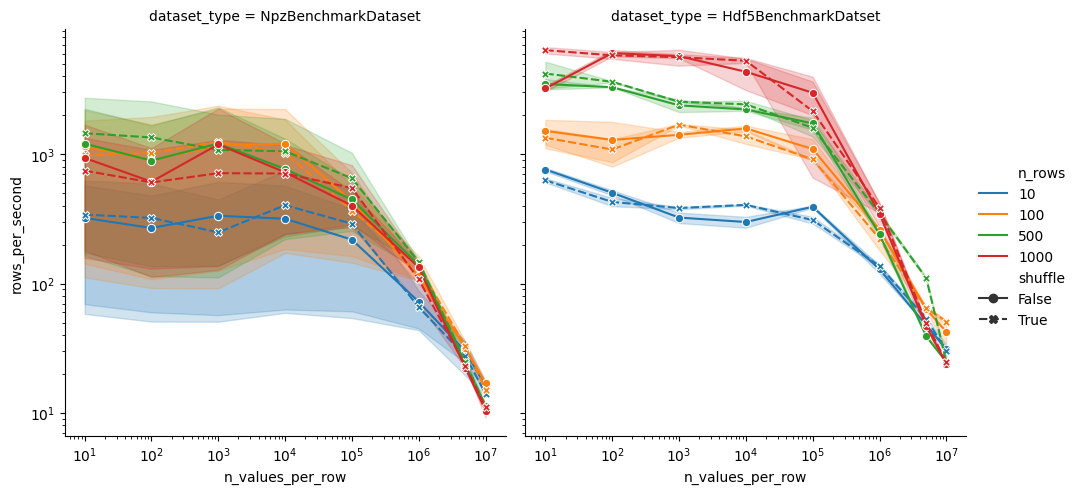 dataset_type = NpzBenchmarkDataset
dataset_type = Hdf5BenchmarkDatset
rows_per_second
10³
10²
10¹
10¹ 10² 10³ 10⁴ 10⁵ 10⁶ 10⁷
n_values_per_row
10¹ 10² 10³ 10⁴ 10⁵ 10⁶ 10⁷
n_values_per_row
n_rows
10
100
500
1000
shuffle
False
True